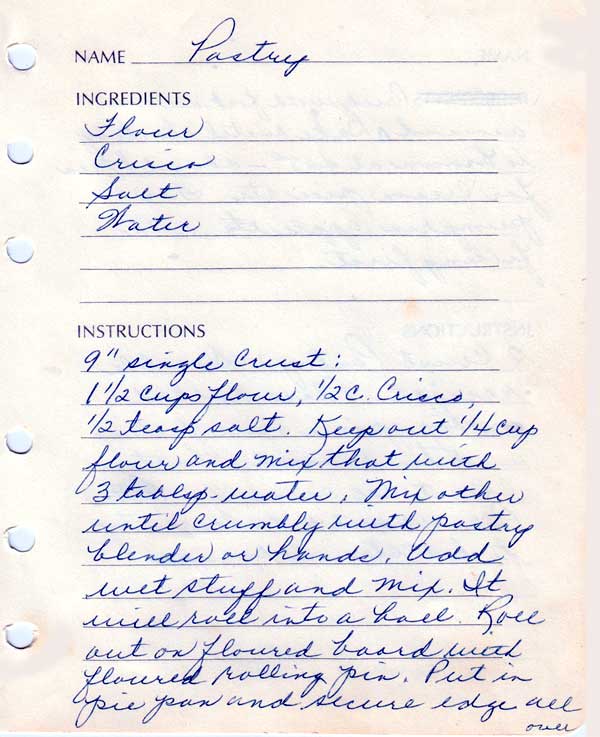 NAME Pastry
INGREDIENTS
Flour
Crisco
Salt
Water
INSTRUCTIONS
9" single Crust:
1 1/2 cups flour, 1/2 c. Crisco,
1/2 teasp salt. Keep out 1/4 cup
flour and mix that with
3 tablsp. water. Mix other
until crumbly with pastry
blender or hands. Add
wet stuff and mix. It
will roll into a ball. Roll
out on floured board with
floured rolling pin. Put in
pie pan and secure edge all
over